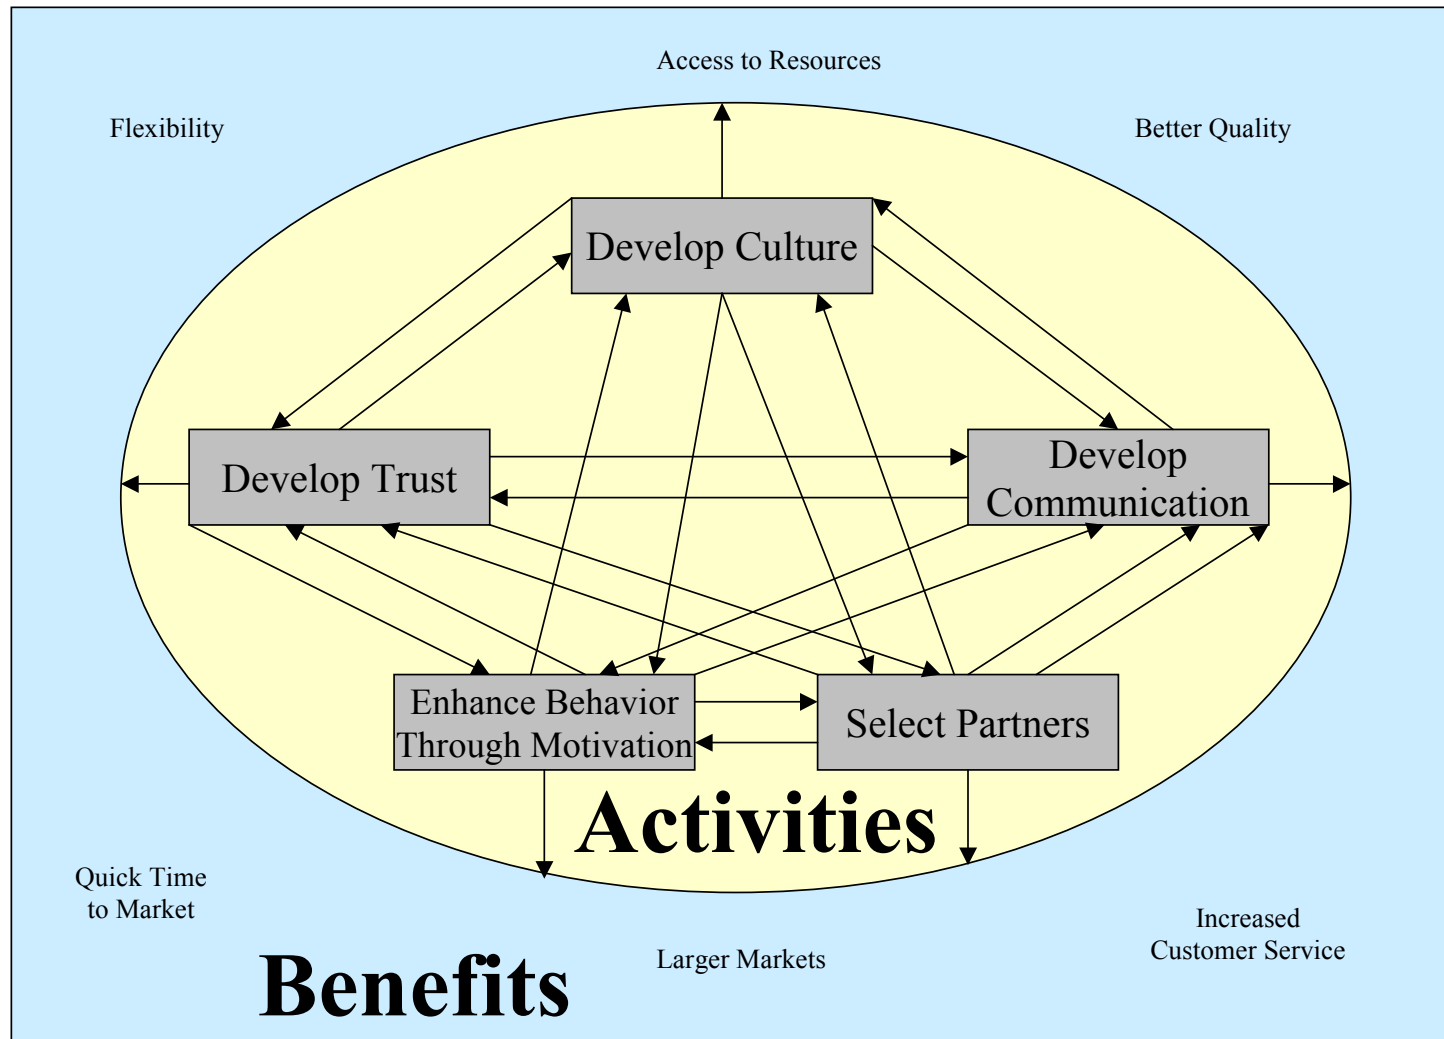 Access to Resources
Flexibility
Better Quality
Develop Culture
Develop Trust
Develop
Communication
Enhance Behavior
Through Motivation
Select Partners
Activities
Quick Time
to Market
Benefits
Larger Markets
Increased
Customer Service